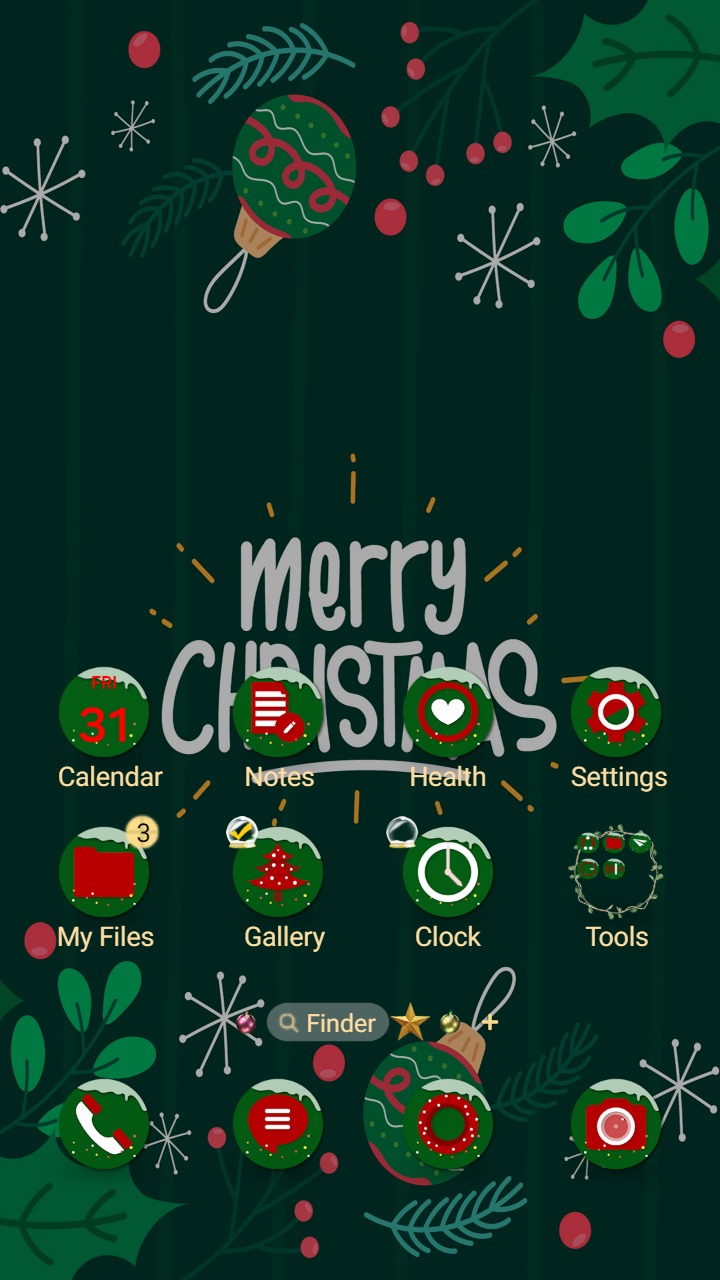 merry
CHRISTMAS
FRI
31
Calendar Notes Health Settings
3
My Files Gallery Clock Tools
Finder +